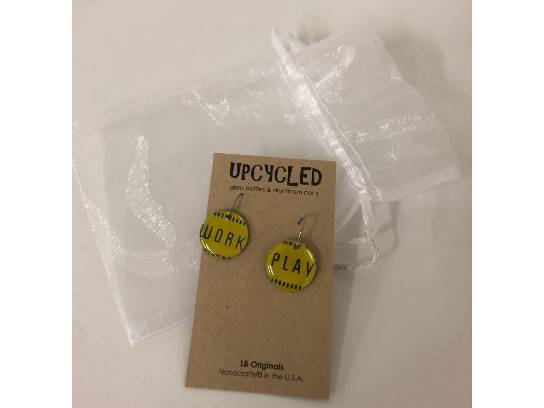 UPCYCLED
glass bottles & aluminum cans
WORK
PLAY
LB Originals
Handcrafted in the U.S.A.